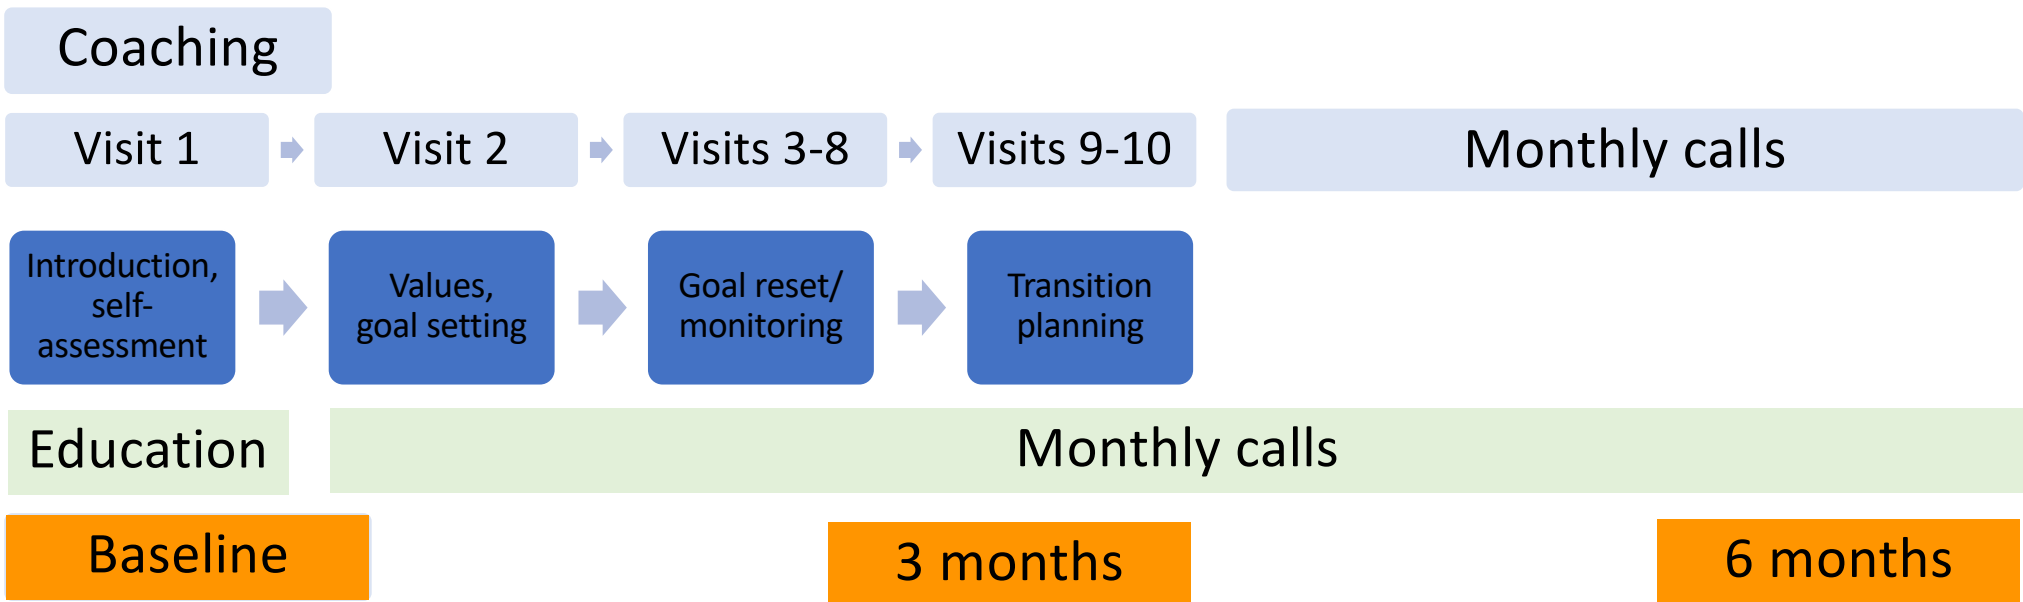 Coaching
Visit 1
Visit 2
Visits 3-8
Visits 9-10
Monthly calls
Introduction,
self-
assessment
Values,
goal setting
Goal reset/
monitoring
Transition
planning
Education
Monthly calls
Baseline
3 months
6 months